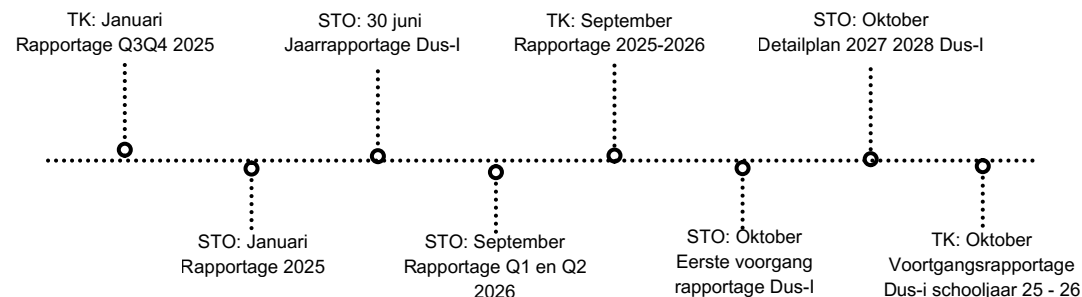 TK: Januari
Rapportage Q3Q4 2025
STO: 30 juni
Jaarrapportage Dus-I
TK: September
Rapportage 2025-2026
STO: Oktober
Detailplan 2027 2028 Dus-I
STO: Januari
Rapportage 2025
STO: September
Rapportage Q1 en Q2
2026
STO: Oktober
Eerste voorgang
rapportage Dus-I
TK: Oktober
Voortgangsrapportage
Dus-i schooljaar 25 - 26